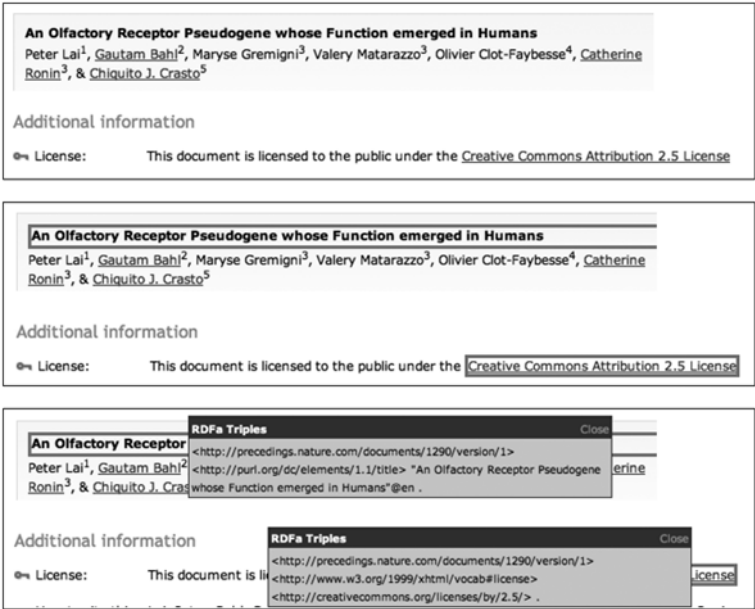 An Olfactory Receptor Pseudogene whose Function emerged in Humans
Peter Lai1, Gautam Bahl2, Maryse Gremigni3, Valery Matarazzo3, Olivier Clot-Faybesse4, Catherine
Ronin3, & Chiquito J. Crasto5
Additional information
License: This document is licensed to the public under the Creative Commons Attribution 2.5 License
An Olfactory Receptor Pseudogene whose Function emerged in Humans
Peter Lai1, Gautam Bahl2, Maryse Gremigni3, Valery Matarazzo3, Olivier Clot-Faybesse4, Catherine
Ronin3, & Chiquito J. Crasto5
Additional information
License: This document is licensed to the public under the Creative Commons Attribution 2.5 License
RDFa Triples Close
An Olfactory Receptor
<http://precedings.nature.com/documents/1290/version/1>
Peter Lai1, Gautam Bahl2
<http://purl.org/dc/elements/1.1/title> "An Olfactory Receptor Pseudogene
erine
Ronin3, & Chiquito J. Cras
whose Function emerged in Humans"@en .
Additional information
RDFa Triples Close
<http://precedings.nature.com/documents/1290/version/1>
License: This document is li
<http://www.w3.org/1999/xhtml/vocab#license>
icense
<http://creativecommons.org/licenses/by/2.5/> .